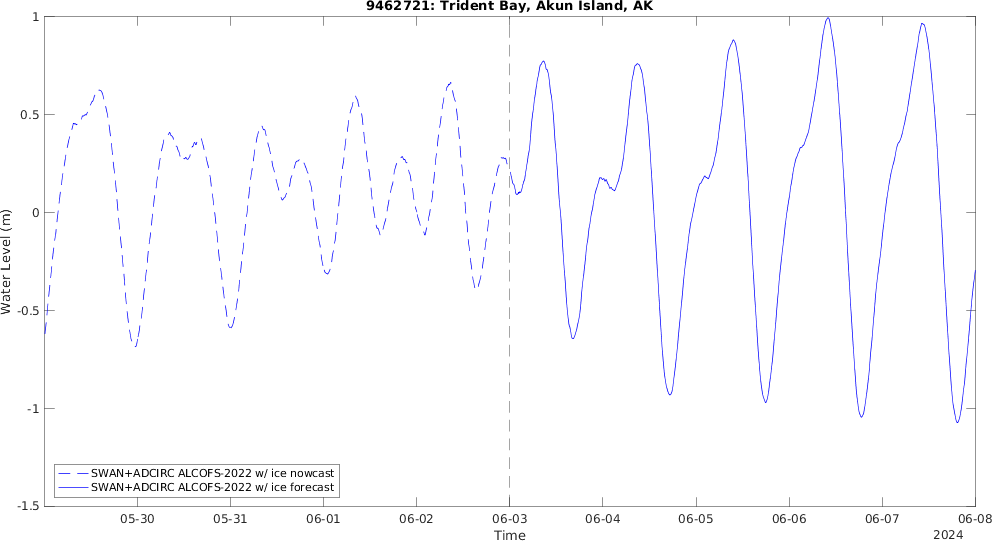 9462721: Trident Bay, Akun Island, AK
1
0.5
0
-0.5
-1
-1.5
Water Level (m)
SWAN+ADCIRC ALCOFS-2022 w/ ice nowcast
SWAN+ADCIRC ALCOFS-2022 w/ ice forecast
05-30 05-31 06-01 06-02 06-03 06-04 06-05 06-06 06-07 06-08
Time
2024